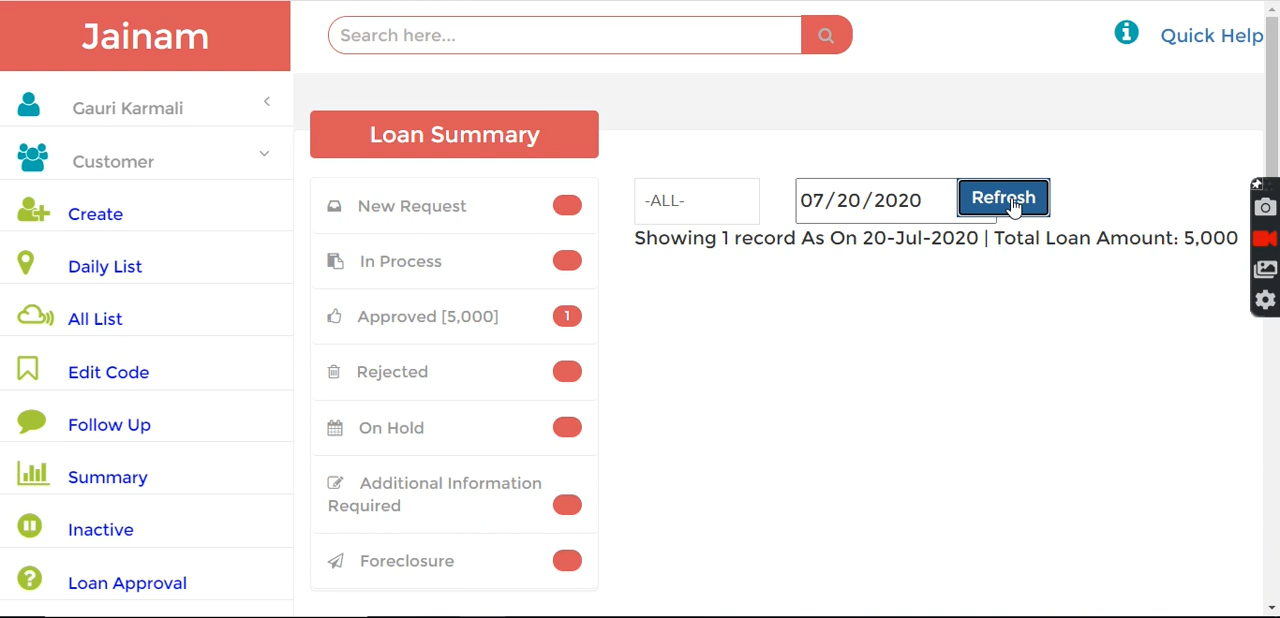 Jainam
Search here...
Quick Help
Gauri Karmali
Customer
Create
Daily List
All List
Edit Code
Follow Up
Summary
Inactive
Loan Approval
Loan Summary
New Request
In Process
Approved [5,000] 1
Rejected
On Hold
Additional Information
Required
Foreclosure
-ALL-
07/20/2020
Refresh
Showing 1 record As On 20-Jul-2020 | Total Loan Amount: 5,000